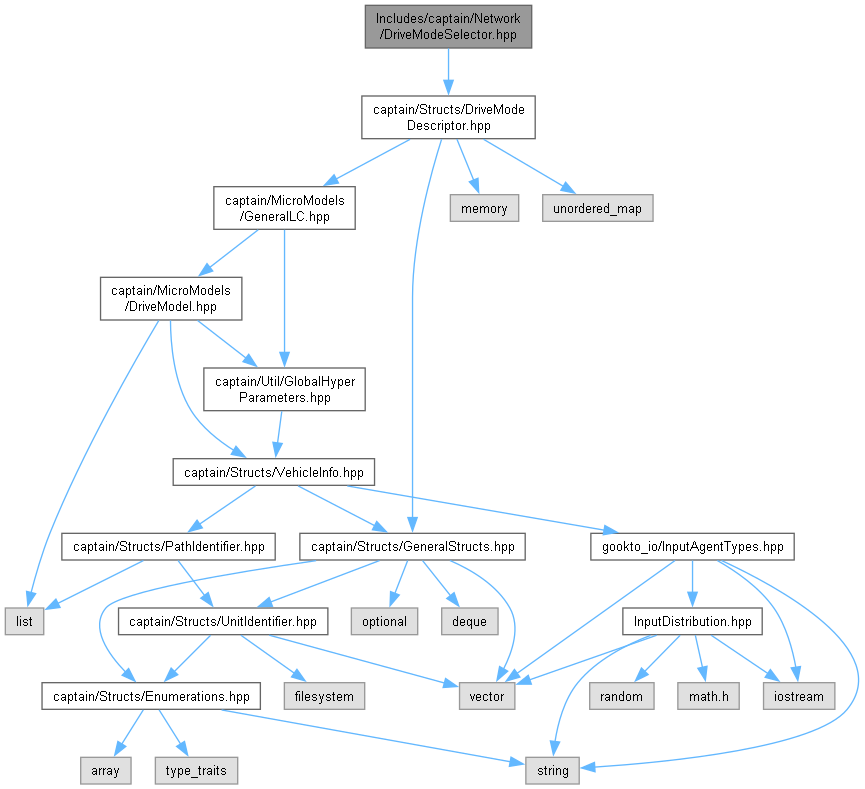 Includes/captain/Network
/DriveModeSelector.hpp
captain/Structs/DriveMode
Descriptor.hpp
captain/MicroModels
/GeneralLC.hpp
memory
unordered_map
captain/MicroModels
/DriveModel.hpp
captain/Util/GlobalHyper
Parameters.hpp
captain/Structs/VehicleInfo.hpp
captain/Structs/PathIdentifier.hpp
captain/Structs/GeneralStructs.hpp
gookto_io/InputAgentTypes.hpp
list
captain/Structs/UnitIdentifier.hpp
optional
deque
InputDistribution.hpp
captain/Structs/Enumerations.hpp
filesystem
vector
random
math.h
iostream
array
type_traits
string